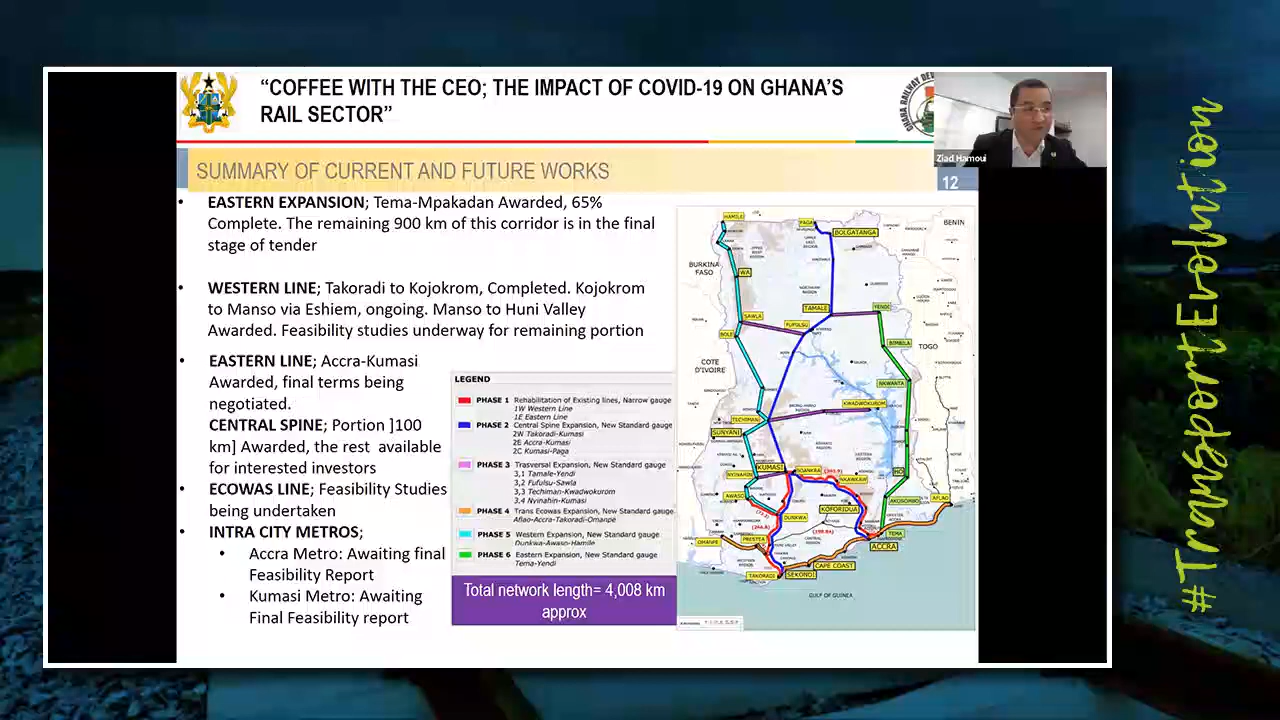 “COFFEE WITH THE CEO; THE IMPACT OF COVID-19 ON GHANA’S
RAIL SECTOR”
Ziad Hamoui
SUMMARY OF CURRENT AND FUTURE WORKS
12
• EASTERN EXPANSION; Tema-Mpakadan Awarded, 65%
Complete. The remaining 900 km of this corridor is in the final
stage of tender
• WESTERN LINE; Takoradi to Kojokrom, Completed. Kojokrom
to Manso via Eshiem, ongoing. Manso to Huni Valley
Awarded. Feasibility studies underway for remaining portion
• EASTERN LINE; Accra-Kumasi
Awarded, final terms being
negotiated.
• CENTRAL SPINE; Portion ]100
km] Awarded, the rest available
for interested investors
• ECOWAS LINE; Feasibility Studies
being undertaken
• INTRA CITY METROS;
• Accra Metro: Awaiting final
Feasibility Report
• Kumasi Metro: Awaiting
Final Feasibility report
LEGEND
PHASE 1 Rehabilitation of Existing lines, Narrow gauge
1W Western Line
1E Eastern Line
PHASE 2 Central Spine Expansion, New Standard gauge
2W Takoradi-Kumasi
2E Accra-Kumasi
2C Kumasi-Paga
PHASE 3 Trasversal Expansion, New Standard gauge
3,1 Tamale-Yendi
3,2 Fufulsu-Sawla
3,3 Techiman-Kwadwokurom
3,4 Nyinahin-Kumasi
PHASE 4 Trans Ecowas Expansion, New Standard gauge
Aflao-Accra-Takoradi-Omanpe
PHASE 5 Western Expansion, New Standard gauge
Dunkwa-Awaso-Hamile
PHASE 6 Eastern Expansion, New Standard gauge
Tema-Yendi
Total network length= 4,008 km
approx
HAMILE
PAGA
BOLGATANGA
BENIN
BURKINA
FASO
WA
SAWLA
TAMALE
YENDI
FUFULSU
BOLE
BIMBILA
TOGO
COTE
D'IVOIRE
NKWANTA
KWADWOKUROM
TECHIMAN
SUNYANI
KUMASI
NYINAHIN
HO
AWASO
KOFORIDUA
AKOSOMBO
AFLAO
DUNKWA
TEMA
OMANPE
PRESTEA
ACCRA
CAPE COAST
TAKORADI
SEKONDI
GULF OF GUINEA
#TransportEvolution